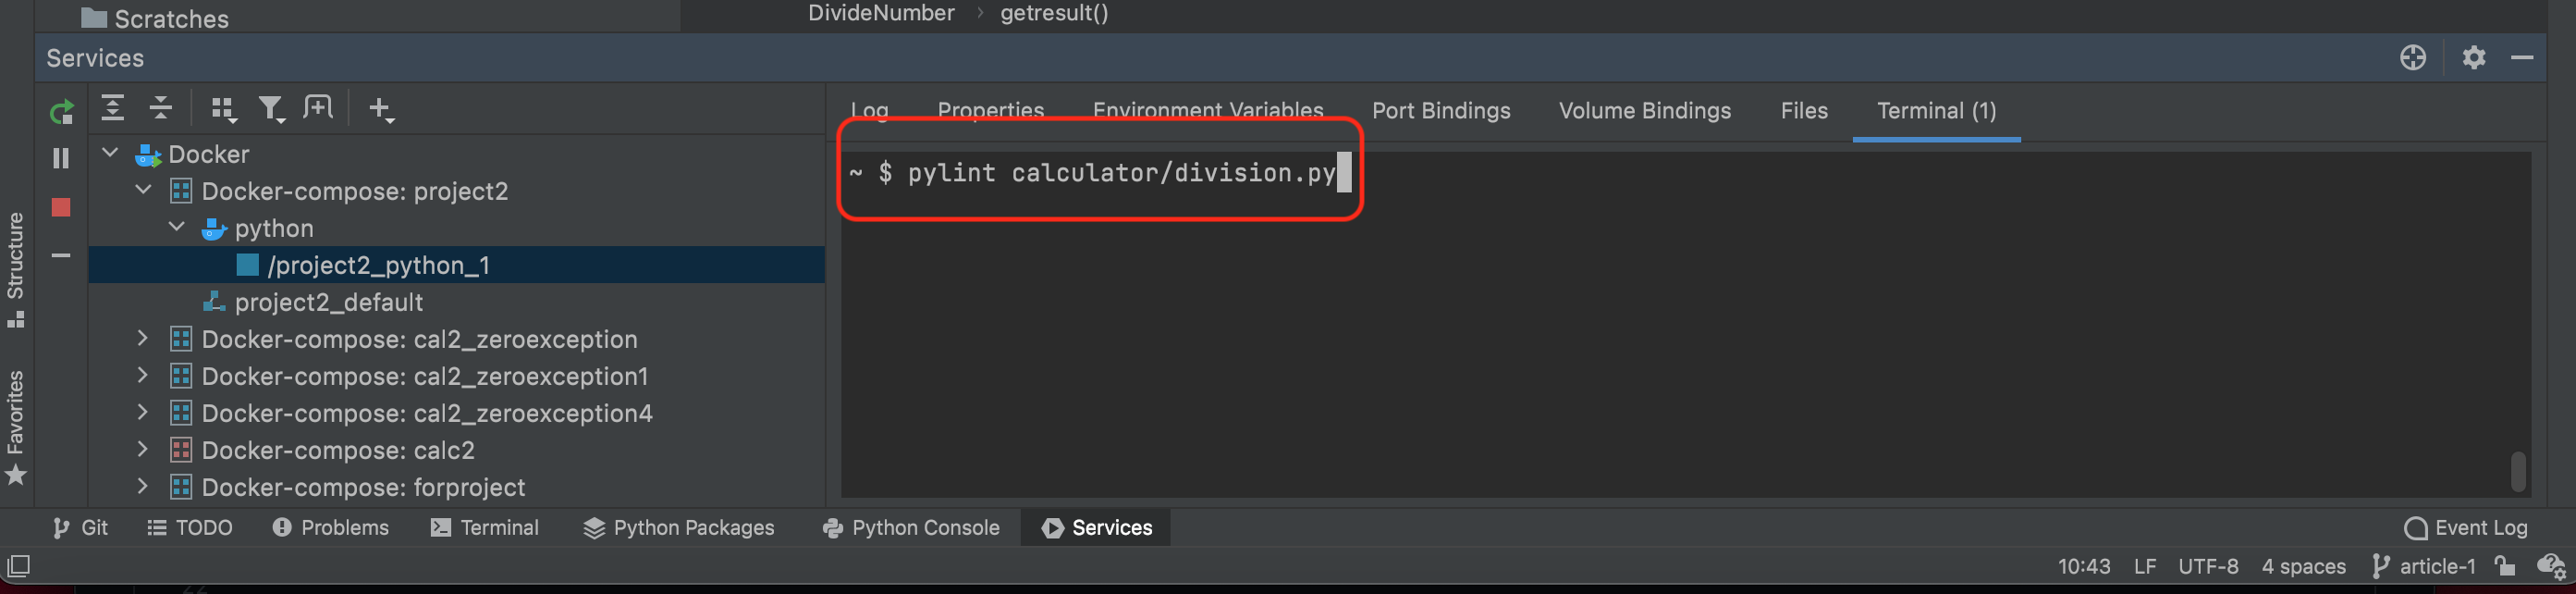 Scratches
DivideNumber › getresult()
Services
Log Properties Environment Variables Port Bindings Volume Bindings Files Terminal (1)
~ $ pylint calculator/division.py
Docker
Docker-compose: project2
python
/project2_python_1
project2_default
Docker-compose: cal2_zeroexception
Docker-compose: cal2_zeroexception1
Docker-compose: cal2_zeroexception4
Docker-compose: calc2
Docker-compose: forproject
Structure
Favorites
Git TODO Problems Terminal Python Packages Python Console Services Event Log
10:43 LF UTF-8 4 spaces article-1